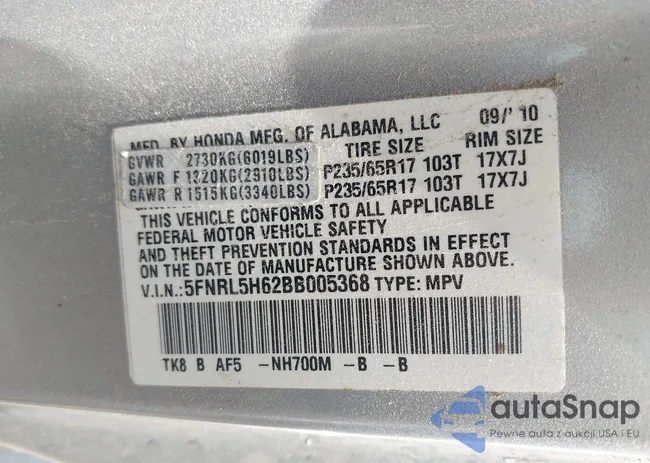 MFD. BY HONDA MFG. OF ALABAMA, LLC 09/'10
TIRE SIZE RIM SIZE
GVWR 2730KG(6019LBS)
GAWR F 1320KG(2910LBS) P235/65R17 103T 17X7J
GAWR R 1515KG(3340LBS) P235/65R17 103T 17X7J
THIS VEHICLE CONFORMS TO ALL APPLICABLE
FEDERAL MOTOR VEHICLE SAFETY
AND THEFT PREVENTION STANDARDS IN EFFECT
ON THE DATE OF MANUFACTURE SHOWN ABOVE.
V.I.N.:5FNRL5H62BB005368 TYPE: MPV
TK8 B AF5 -NH700M -B -B
autaSnap
Pewne auta z aukcji USA i EU